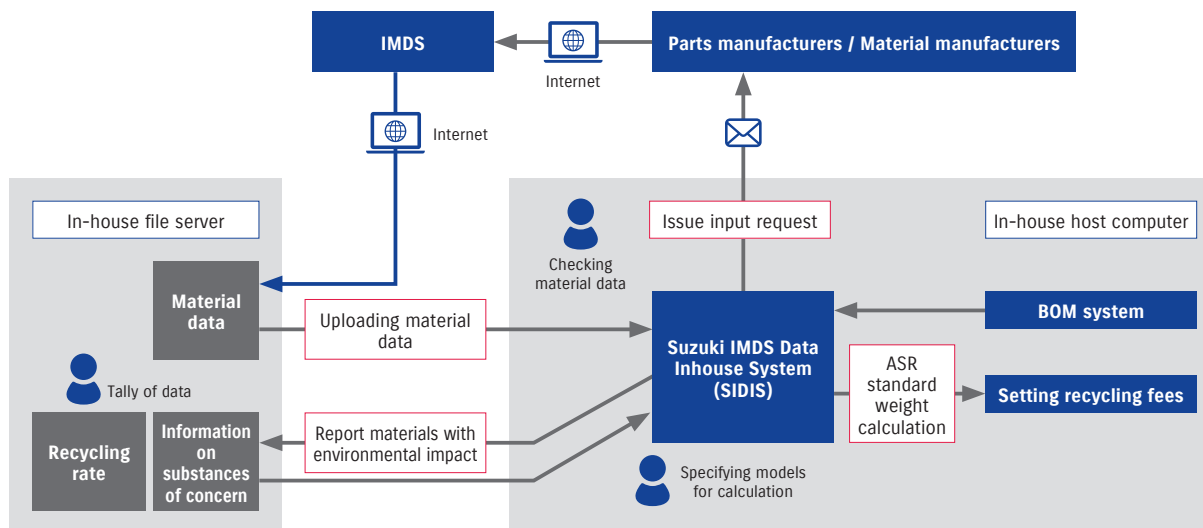 IMDS
Internet
Parts manufacturers / Material manufacturers
Internet
In-house file server
Issue input request
In-house host computer
Checking
material data
Material
data
Uploading material
data
Suzuki IMDS Data
Inhouse System
(SIDIS)
BOM system
ASR
standard
weight
calculation
Setting recycling fees
Tally of data
Recycling
rate
Information
on
substances
of concern
Report materials with
environmental impact
Specifying models
for calculation